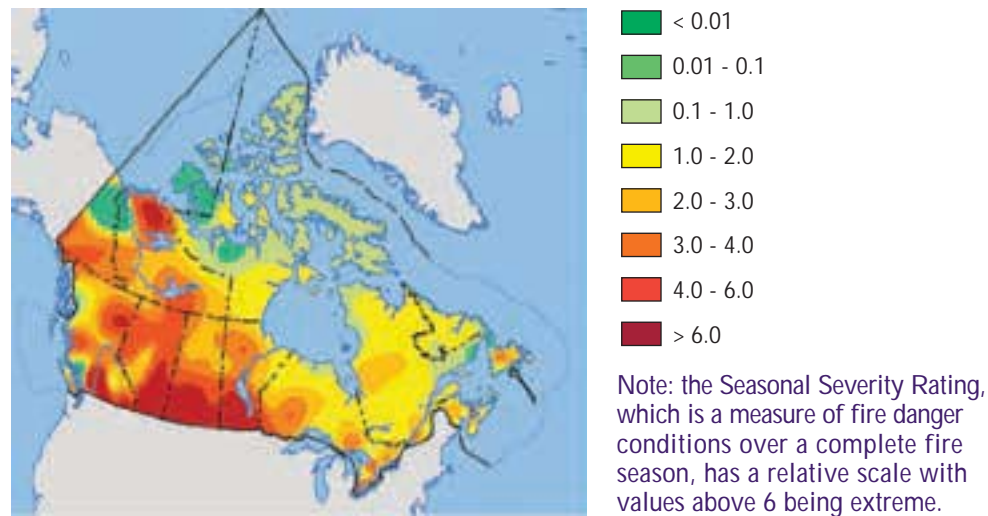 < 0.01
0.01 - 0.1
0.1 - 1.0
1.0 - 2.0
2.0 - 3.0
3.0 - 4.0
4.0 - 6.0
> 6.0
Note: the Seasonal Severity Rating,
which is a measure of fire danger
conditions over a complete fire
season, has a relative scale with
values above 6 being extreme.